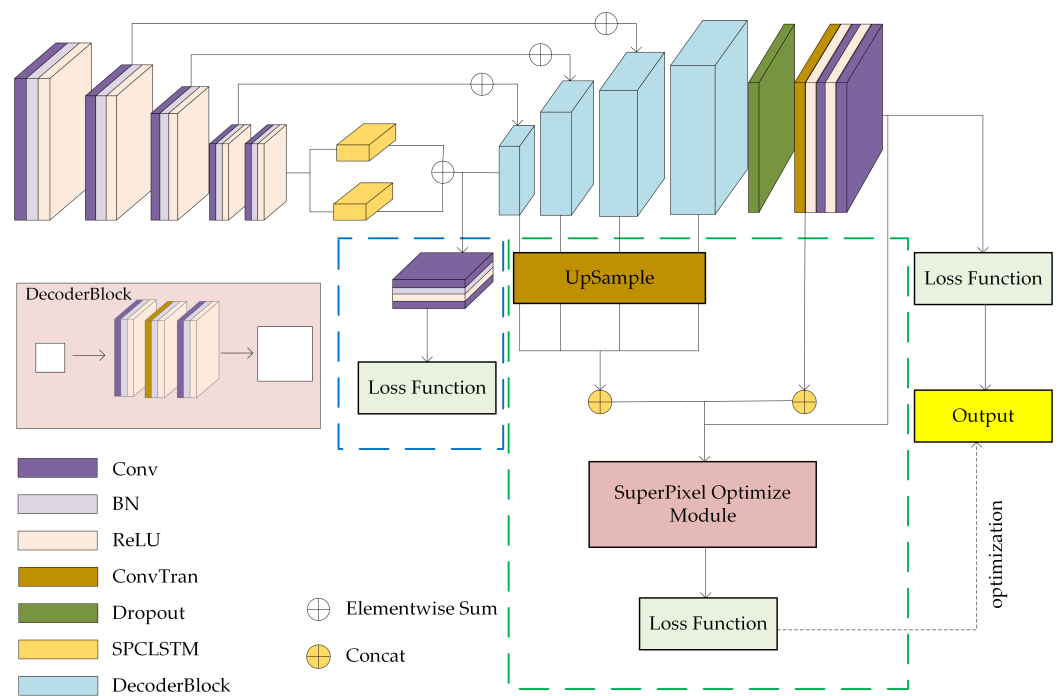 UpSample
Loss Function
DecoderBlock
Loss Function
Output
SuperPixel Optimize
Module
optimization
Loss Function
Conv
BN
ReLU
ConvTran
Dropout
SPCLSTM
DecoderBlock
Elementwise Sum
Concat